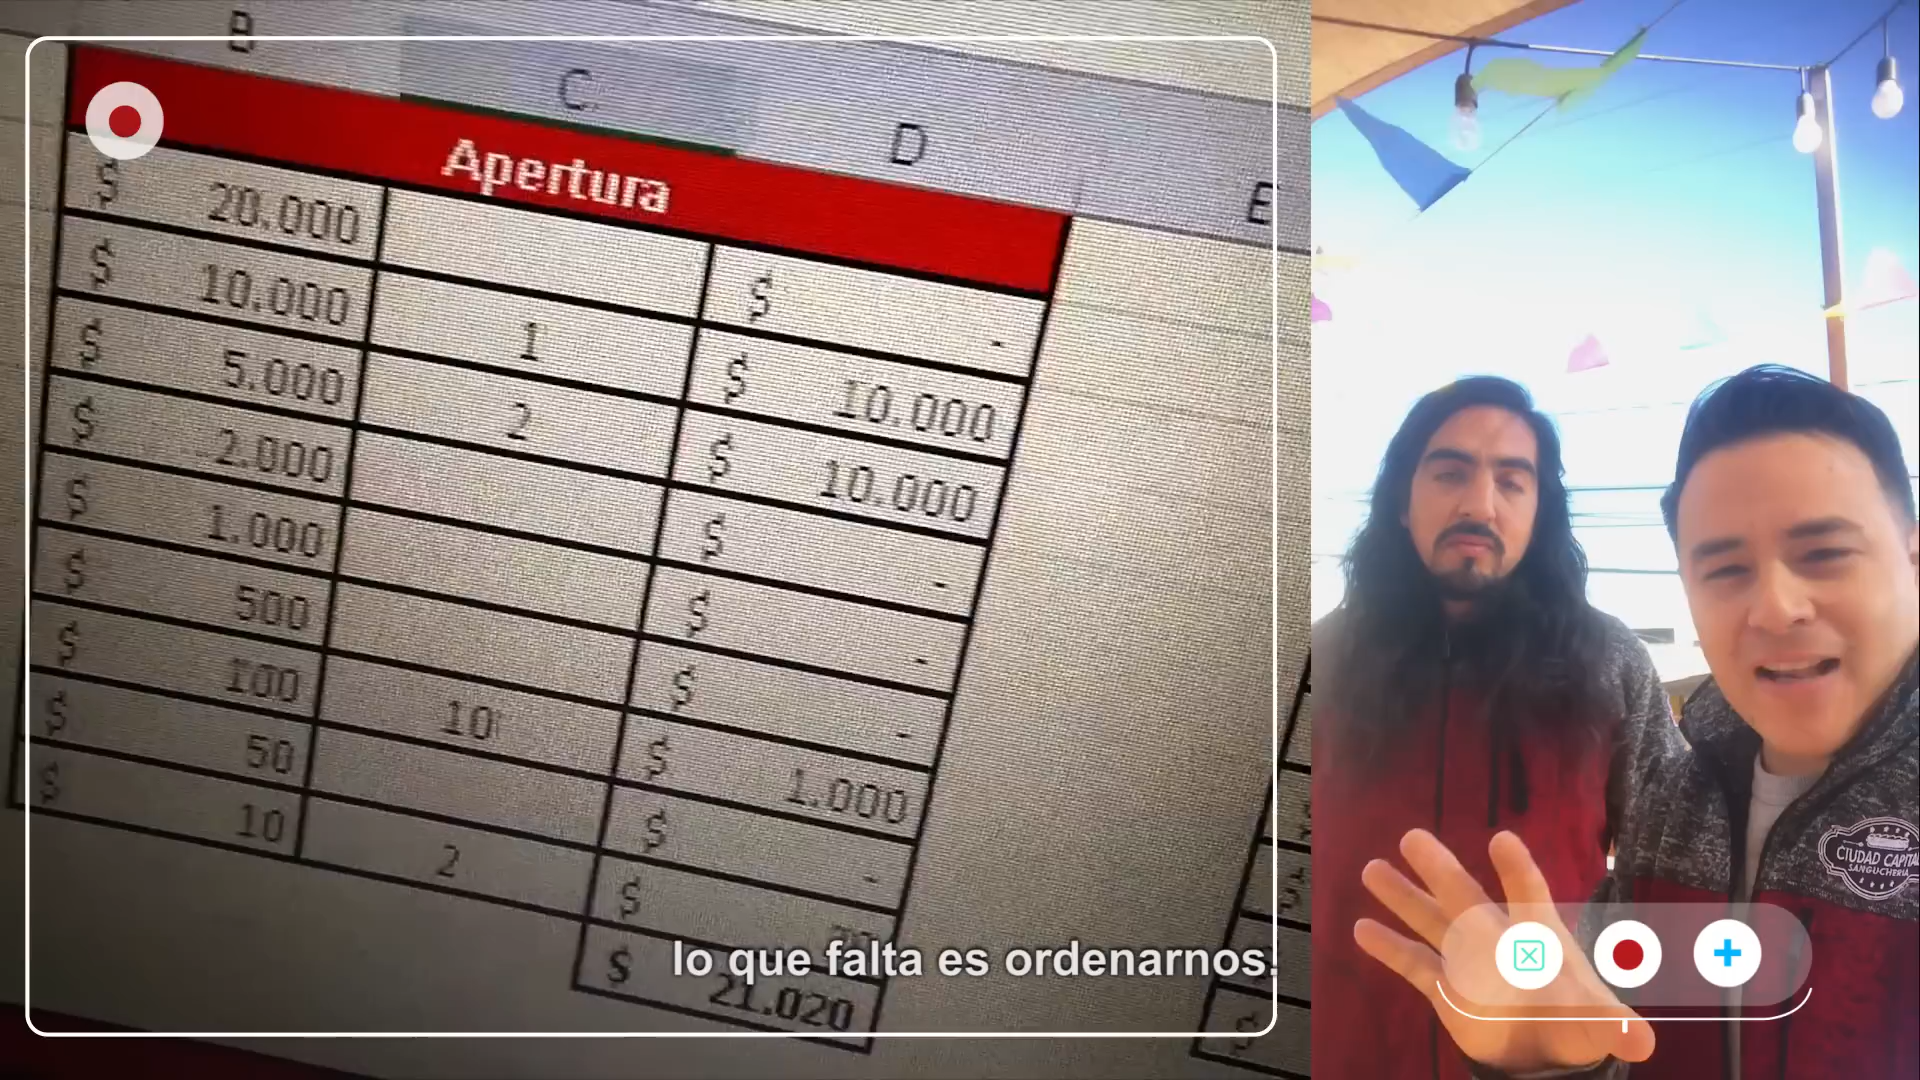 B
C
D
E
Apertura
$ 20.000 $ -
$ 10.000 1 $ 10.000
$ 5.000 2 $ 10.000
$ 2.000 $ -
$ 1.000 $ -
$ 500 $ -
$ 100 10 $ 1.000
$ 50 $ -
$ 10 2 $
$ 21.020
lo que falta es ordenarnos.
CIUDAD CAPITAL
SANGUCHERIA